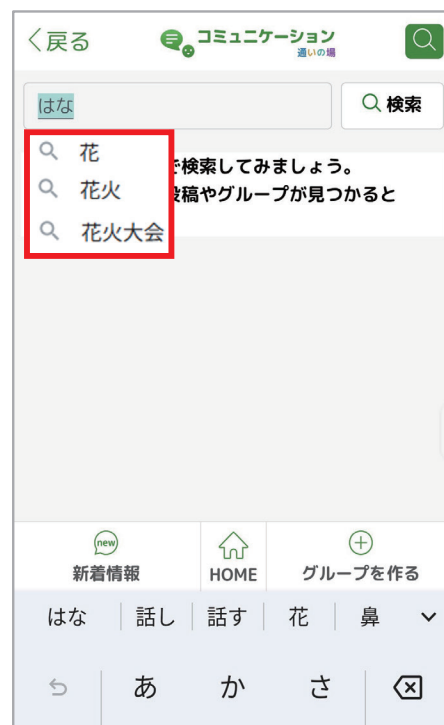 戻る
コミュニケーション
通いの場
はな
検索
花
で検索してみましょう。
花火
投稿やグループが見つかると
花火大会
new
新着情報
HOME
グループを作る
はな 話し 話す 花 鼻
あ か さ